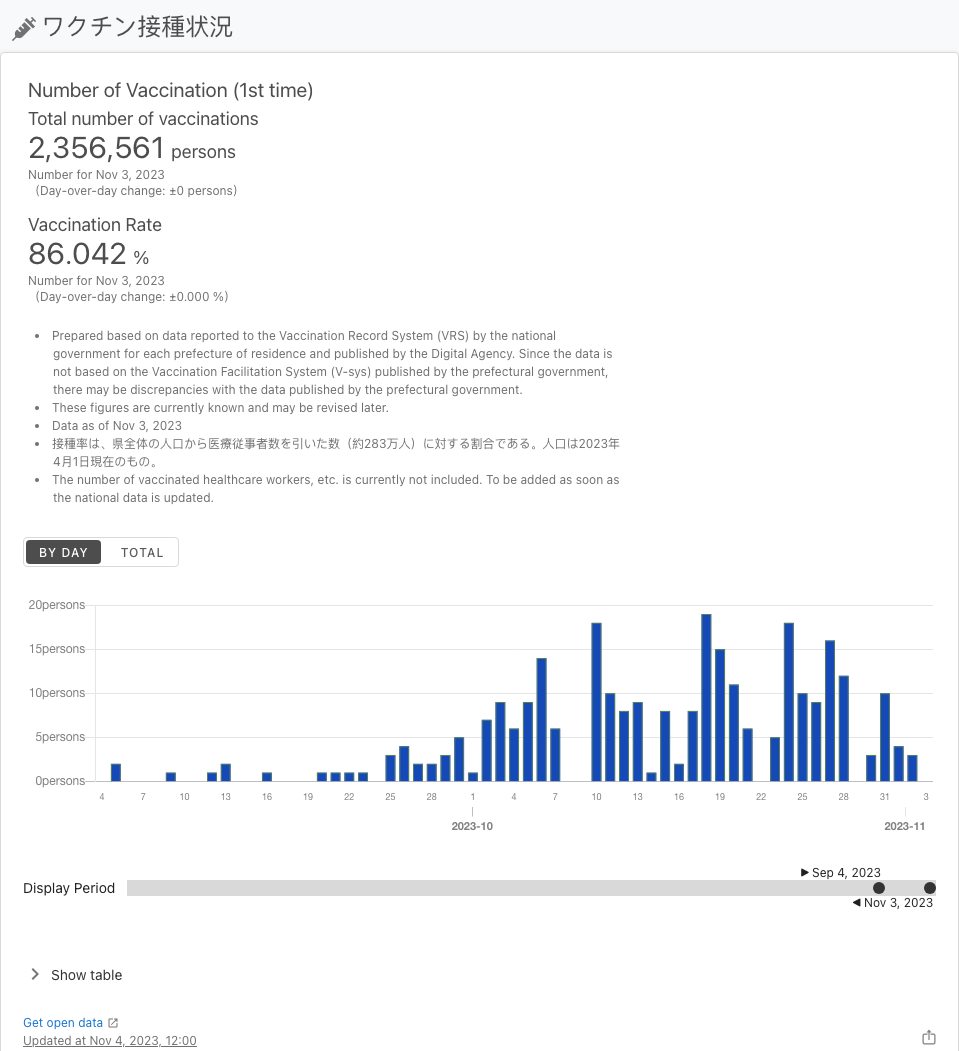 ワクチン接種状況
Number of Vaccination (1st time)
Total number of vaccinations
2,356,561 persons
Number for Nov 3, 2023
(Day-over-day change: ±0 persons)
Vaccination Rate
86.042 %
Number for Nov 3, 2023
(Day-over-day change: ±0.000 %)
• Prepared based on data reported to the Vaccination Record System (VRS) by the national
government for each prefecture of residence and published by the Digital Agency. Since the data is
not based on the Vaccination Facilitation System (V-sys) published by the prefectural government,
there may be discrepancies with the data published by the prefectural government.
• These figures are currently known and may be revised later.
• Data as of Nov 3, 2023
• 接種率は、県全体の人口から医療従事者数を引いた数（約283万人）に対する割合である。人口は2023年
4月1日現在のもの。
• The number of vaccinated healthcare workers, etc. is currently not included. To be added as soon as
the national data is updated.
BY DAY TOTAL
20persons
15persons
10persons
5persons
0persons
4 7 10 13 16 19 22 25 28 1 4 7 10 13 16 19 22 25 28 31 3
2023-10 2023-11
▶ Sep 4, 2023
Display Period
◀ Nov 3, 2023
Show table
Get open data
Updated at Nov 4, 2023, 12:00